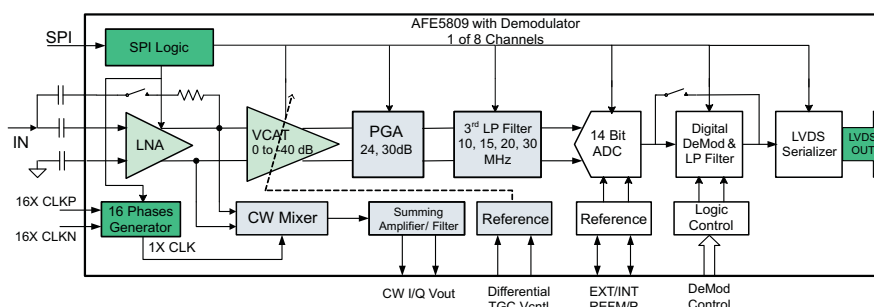 AFE5809 with Demodulator
1 of 8 Channels
SPI
SPI Logic
IN
LNA
VCAT
0 to -40 dB
PGA
24, 30dB
3rd LP Filter
10, 15, 20, 30
MHz
14 Bit
ADC
Digital
DeMod &
LP Filter
LVDS
Serializer
LVDS
OUT
16X CLKP
16X CLKN
16 Phases
Generator
1X CLK
CW Mixer
Summing
Amplifier/ Filter
Reference
Reference
Logic
Control
CW I/Q Vout
Differential
TGC Vcntl
EXT/INT
REFM/P
DeMod
Control